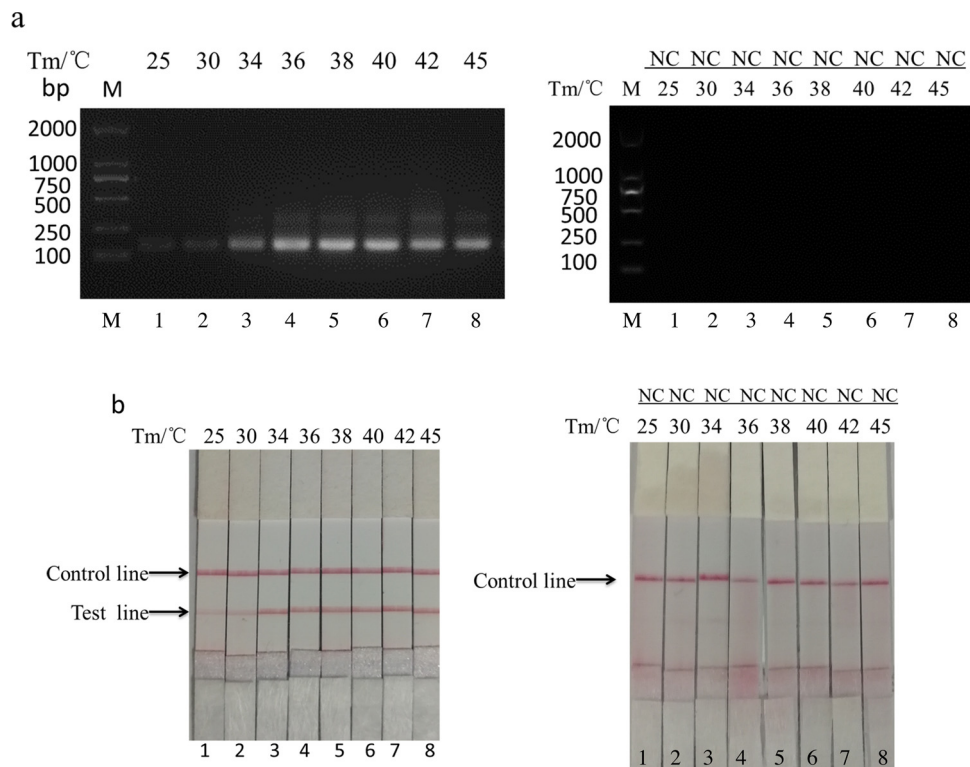 a
Tm/℃ 25 30 34 36 38 40 42 45
bp M
2000
1000
750
500
250
100
M 1 2 3 4 5 6 7 8
NC NC NC NC NC NC NC NC
Tm/℃ M 25 30 34 36 38 40 42 45
2000
1000
750
500
250
100
M 1 2 3 4 5 6 7 8
b
Tm/℃ 25 30 34 36 38 40 42 45
Control line
Test line
1 2 3 4 5 6 7 8
NC NC NC NC NC NC NC NC
Tm/℃ 25 30 34 36 38 40 42 45
Control line
1 2 3 4 5 6 7 8